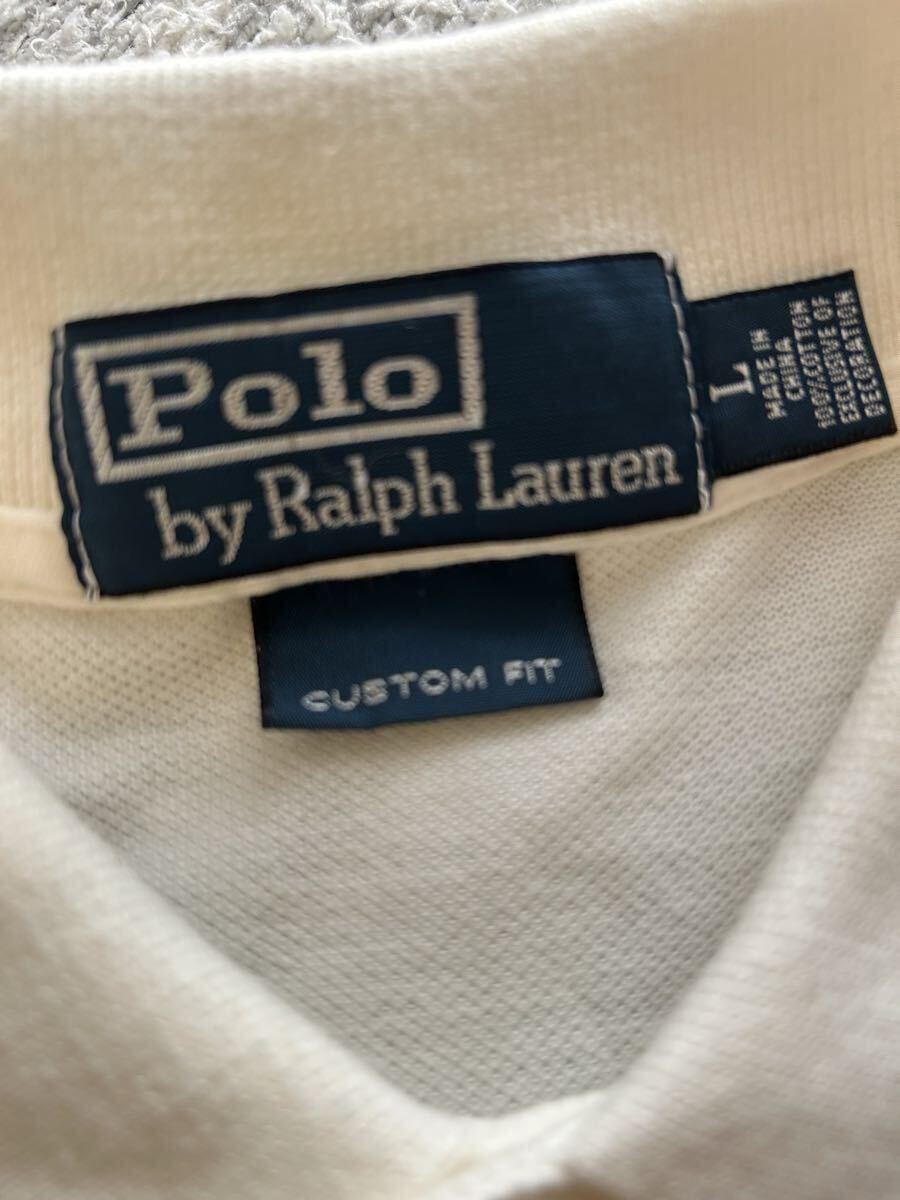 Polo
by Ralph Lauren
L
MADE IN
CHINA
100% COTTON
EXCLUSIVE OF
DECORATION
CUSTOM FIT